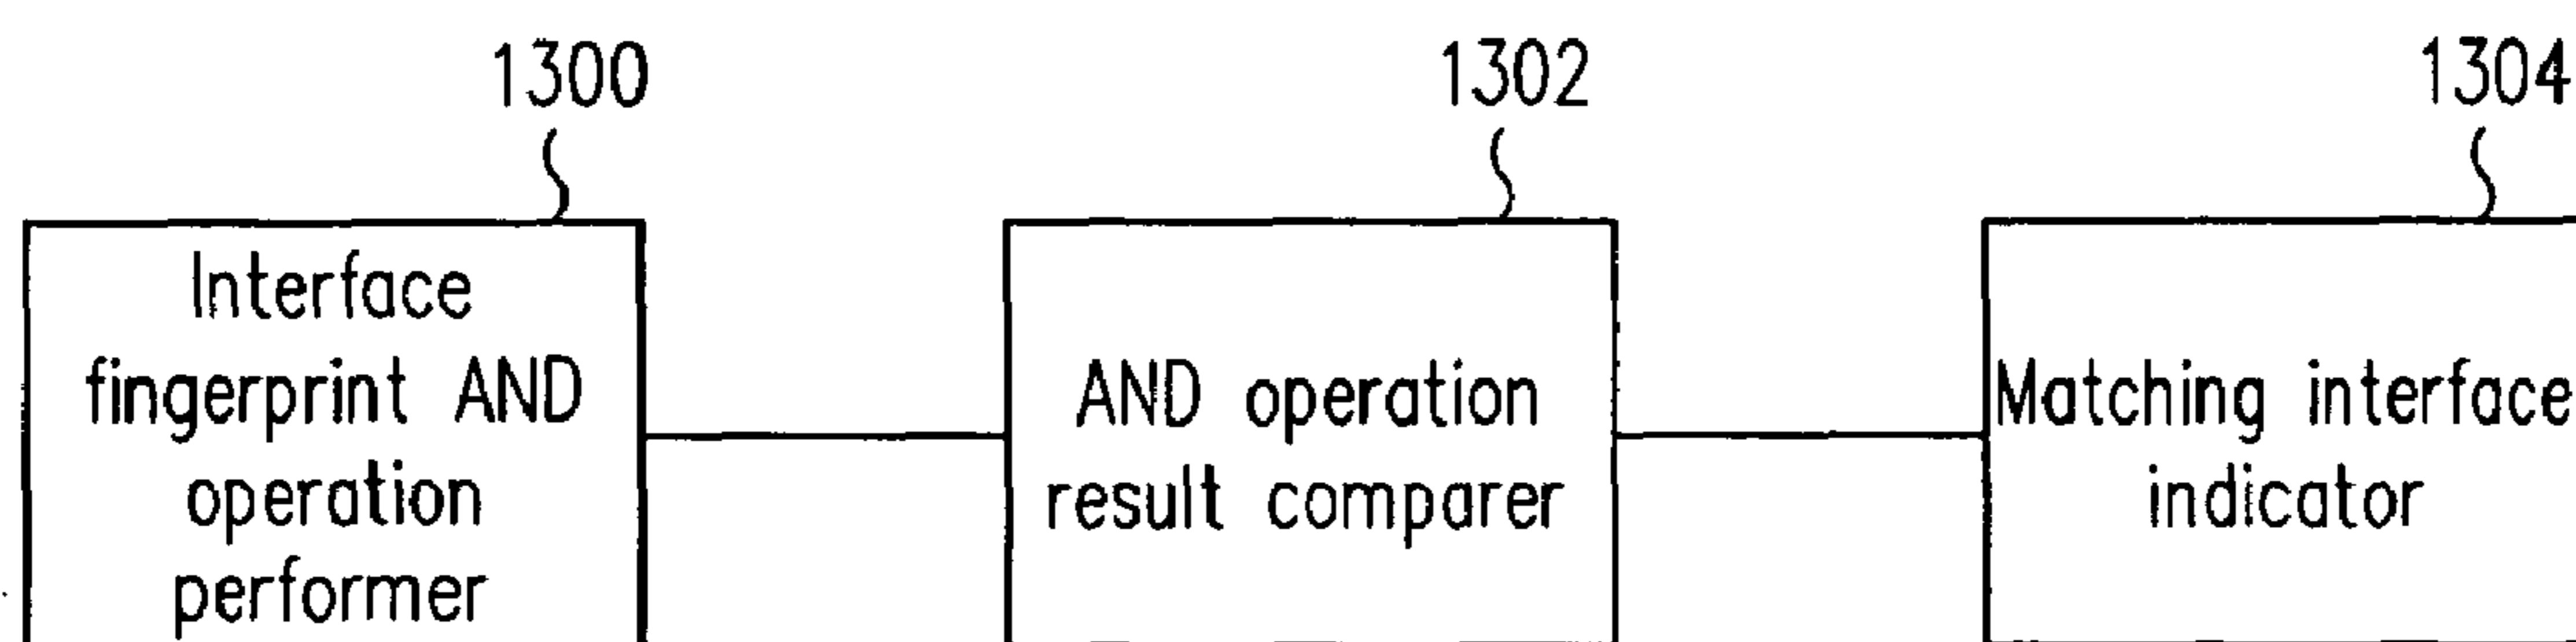 1300
1302
1304
Interface
fingerprint AND
operation
performer
AND operation
result comparer
Matching interface
indicator